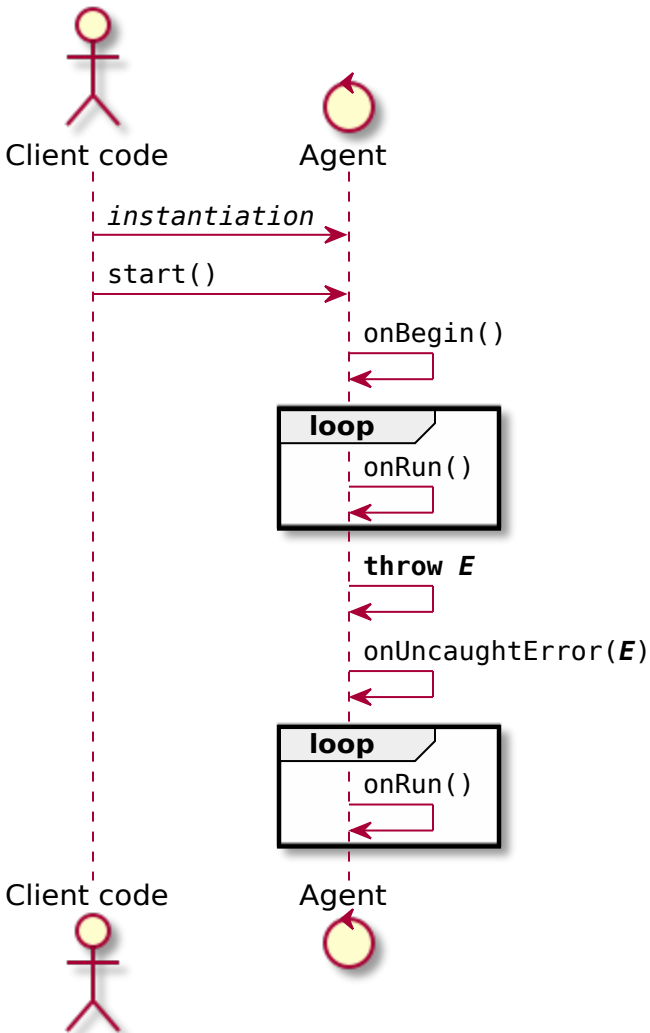 Client code
Agent
instantiation
start()
onBegin()
loop
onRun()
throw E
onUncaughtError(E)
loop
onRun()
Client code
Agent